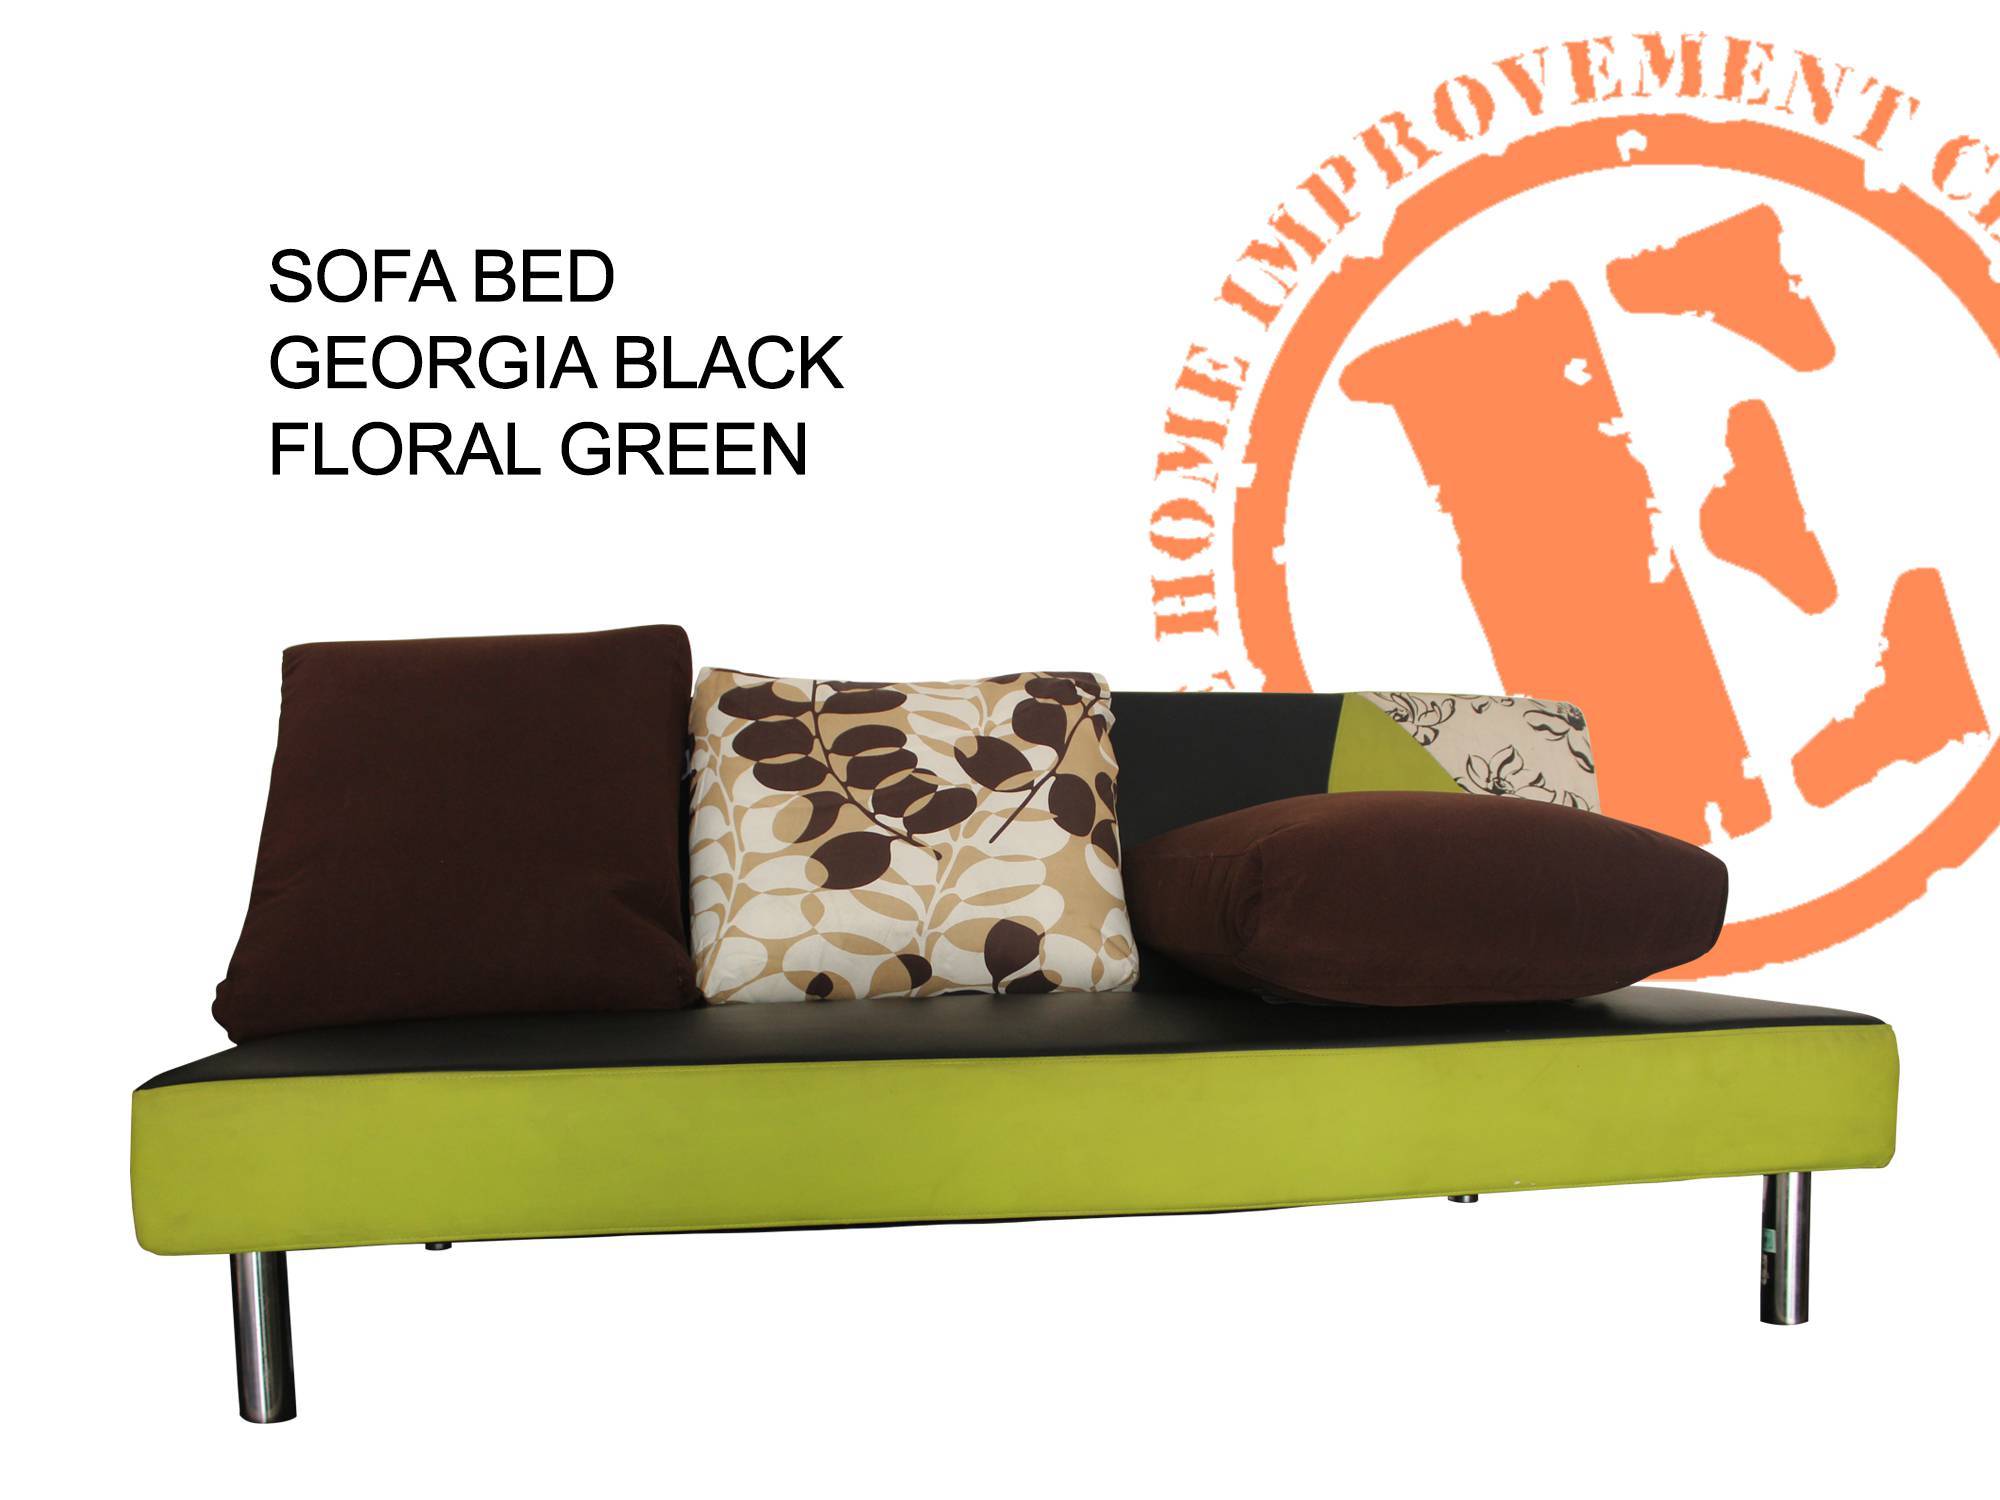 SOFA BED
GEORGIA BLACK
FLORAL GREEN
HOME IMPROVEMENT
E